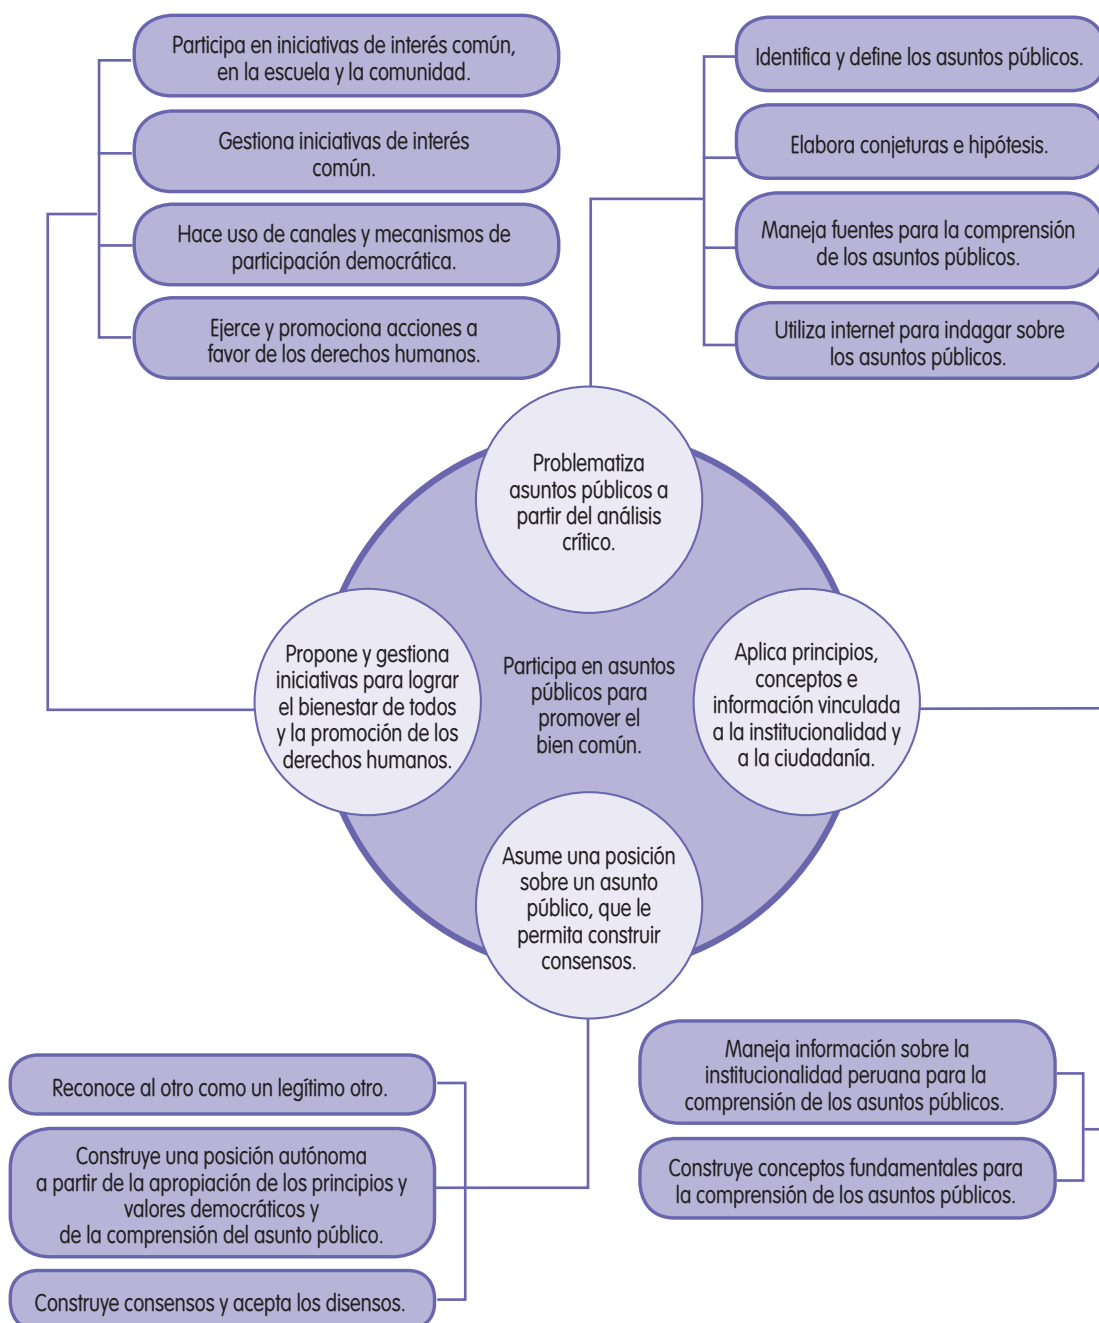 Participa en iniciativas de interés común,
en la escuela y la comunidad.
Gestiona iniciativas de interés
común.
Hace uso de canales y mecanismos de
participación democrática.
Ejerce y promociona acciones a
favor de los derechos humanos.
Identifica y define los asuntos públicos.
Elabora conjeturas e hipótesis.
Maneja fuentes para la comprensión
de los asuntos públicos.
Utiliza internet para indagar sobre
los asuntos públicos.
Problematiza
asuntos públicos a
partir del análisis
crítico.
Propone y gestiona
iniciativas para lograr
el bienestar de todos
y la promoción de los
derechos humanos.
Participa en asuntos
públicos para
promover el
bien común.
Aplica principios,
conceptos e
información vinculada
a la institucionalidad y
a la ciudadanía.
Asume una posición
sobre un asunto
público, que le
permita construir
consensos.
Reconoce al otro como un legítimo otro.
Construye una posición autónoma
a partir de la apropiación de los principios y
valores democráticos y
de la comprensión del asunto público.
Construye consensos y acepta los disensos.
Maneja información sobre la
institucionalidad peruana para la
comprensión de los asuntos públicos.
Construye conceptos fundamentales para
la comprensión de los asuntos públicos.